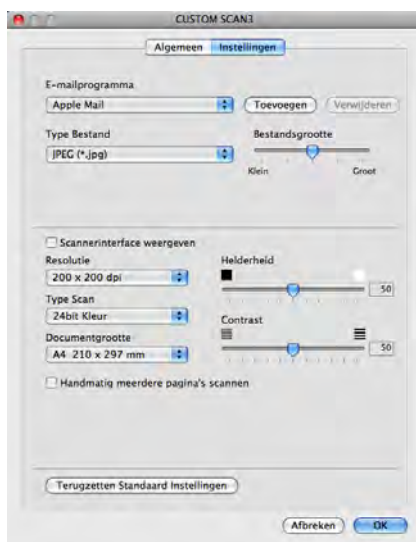 CUSTOM SCAN3
Algemeen Instellingen
E-mailprogramma
Apple Mail Toevoegen Verwijderen
Type Bestand Bestandsgrootte
JPEG (*.jpg)
Klein Groot
Scannerinterface weergeven
Resolutie Helderheid
200 x 200 dpi
50
Type Scan
24bit Kleur Contrast
Documentgrootte
A4 210 x 297 mm 50
Handmatig meerdere pagina's scannen
Terugzetten Standaard Instellingen
Afbreken OK